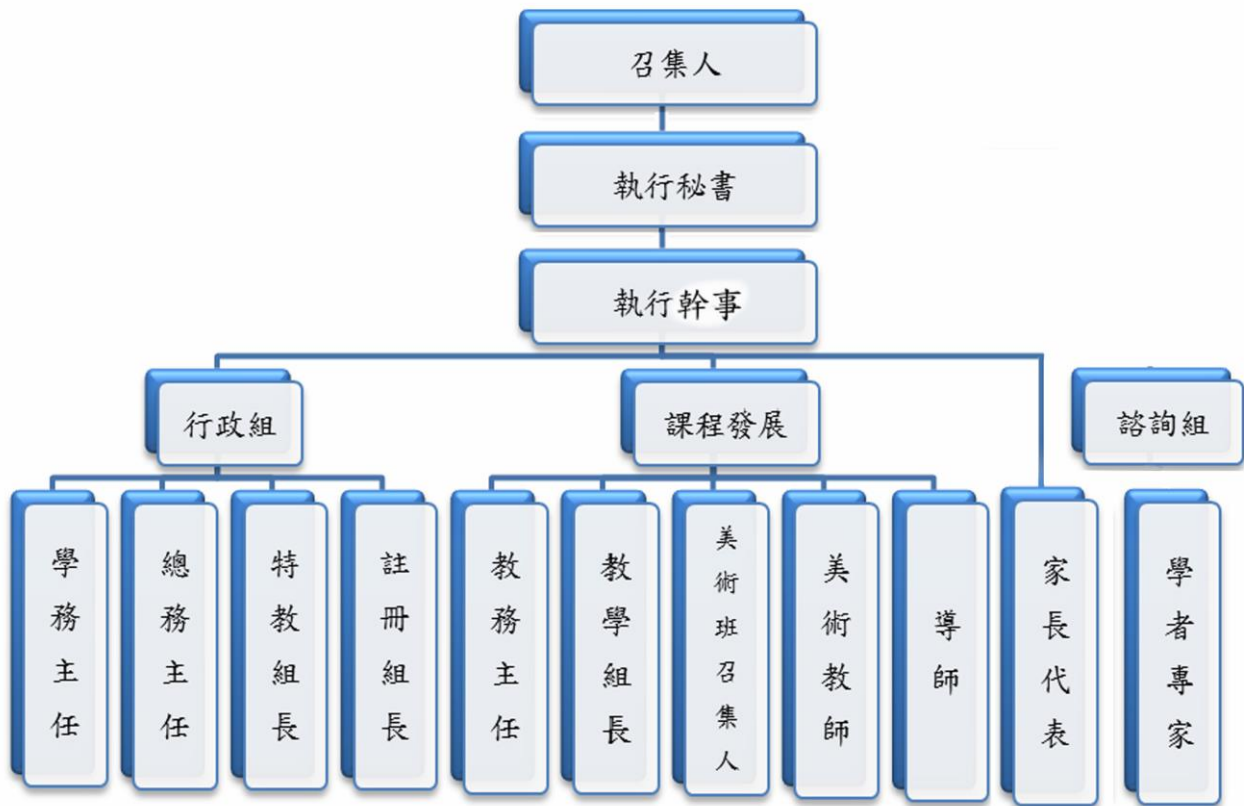 召集人
執行秘書
執行幹事
行政組
課程發展
諮詢組
學務主任
總務主任
特教組長
註冊組長
教務主任
教學組長
美術班召集人
美術教師
導師
家長代表
學者專家